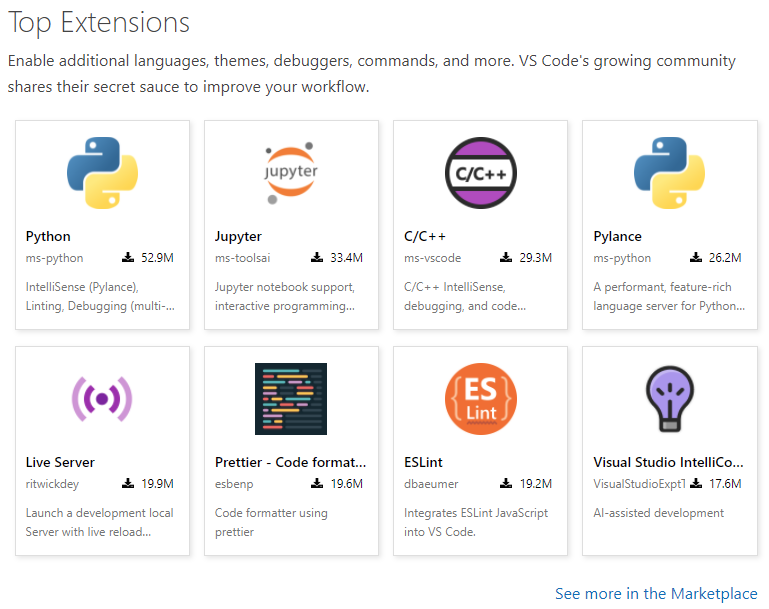 Top Extensions
Enable additional languages, themes, debuggers, commands, and more. VS Code's growing community
shares their secret sauce to improve your workflow.
jupyter
C/C++
Python
ms-python 52.9M
IntelliSense (Pylance),
Linting, Debugging (multi-...
Jupyter
ms-toolsai 33.4M
Jupyter notebook support,
interactive programming...
C/C++
ms-vscode 29.3M
C/C++ IntelliSense,
debugging, and code...
Pylance
ms-python 26.2M
A performant, feature-rich
language server for Python...
ES
Lint
Live Server
ritwickdey 19.9M
Launch a development local
Server with live reload...
Prettier - Code format...
esbenp 19.6M
Code formatter using
prettier
ESLint
dbaeumer 19.2M
Integrates ESLint JavaScript
into VS Code.
Visual Studio IntelliCo...
VisualStudioExptT 17.6M
AI-assisted development
See more in the Marketplace